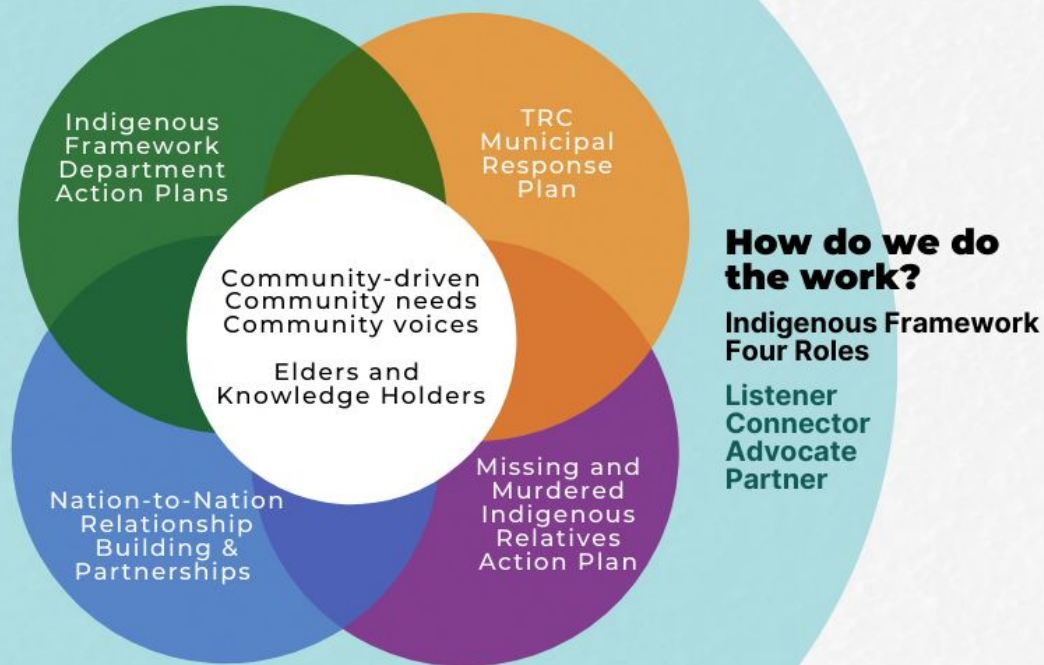 Indigenous
Framework
Department
Action Plans
TRC
Municipal
Response
Plan
Community-driven
Community needs
Community voices
Elders and
Knowledge Holders
Nation-to-Nation
Relationship
Building &
Partnerships
Missing and
Murdered
Indigenous
Relatives
Action Plan
How do we do
the work?
Indigenous Framework
Four Roles
Listener
Connector
Advocate
Partner